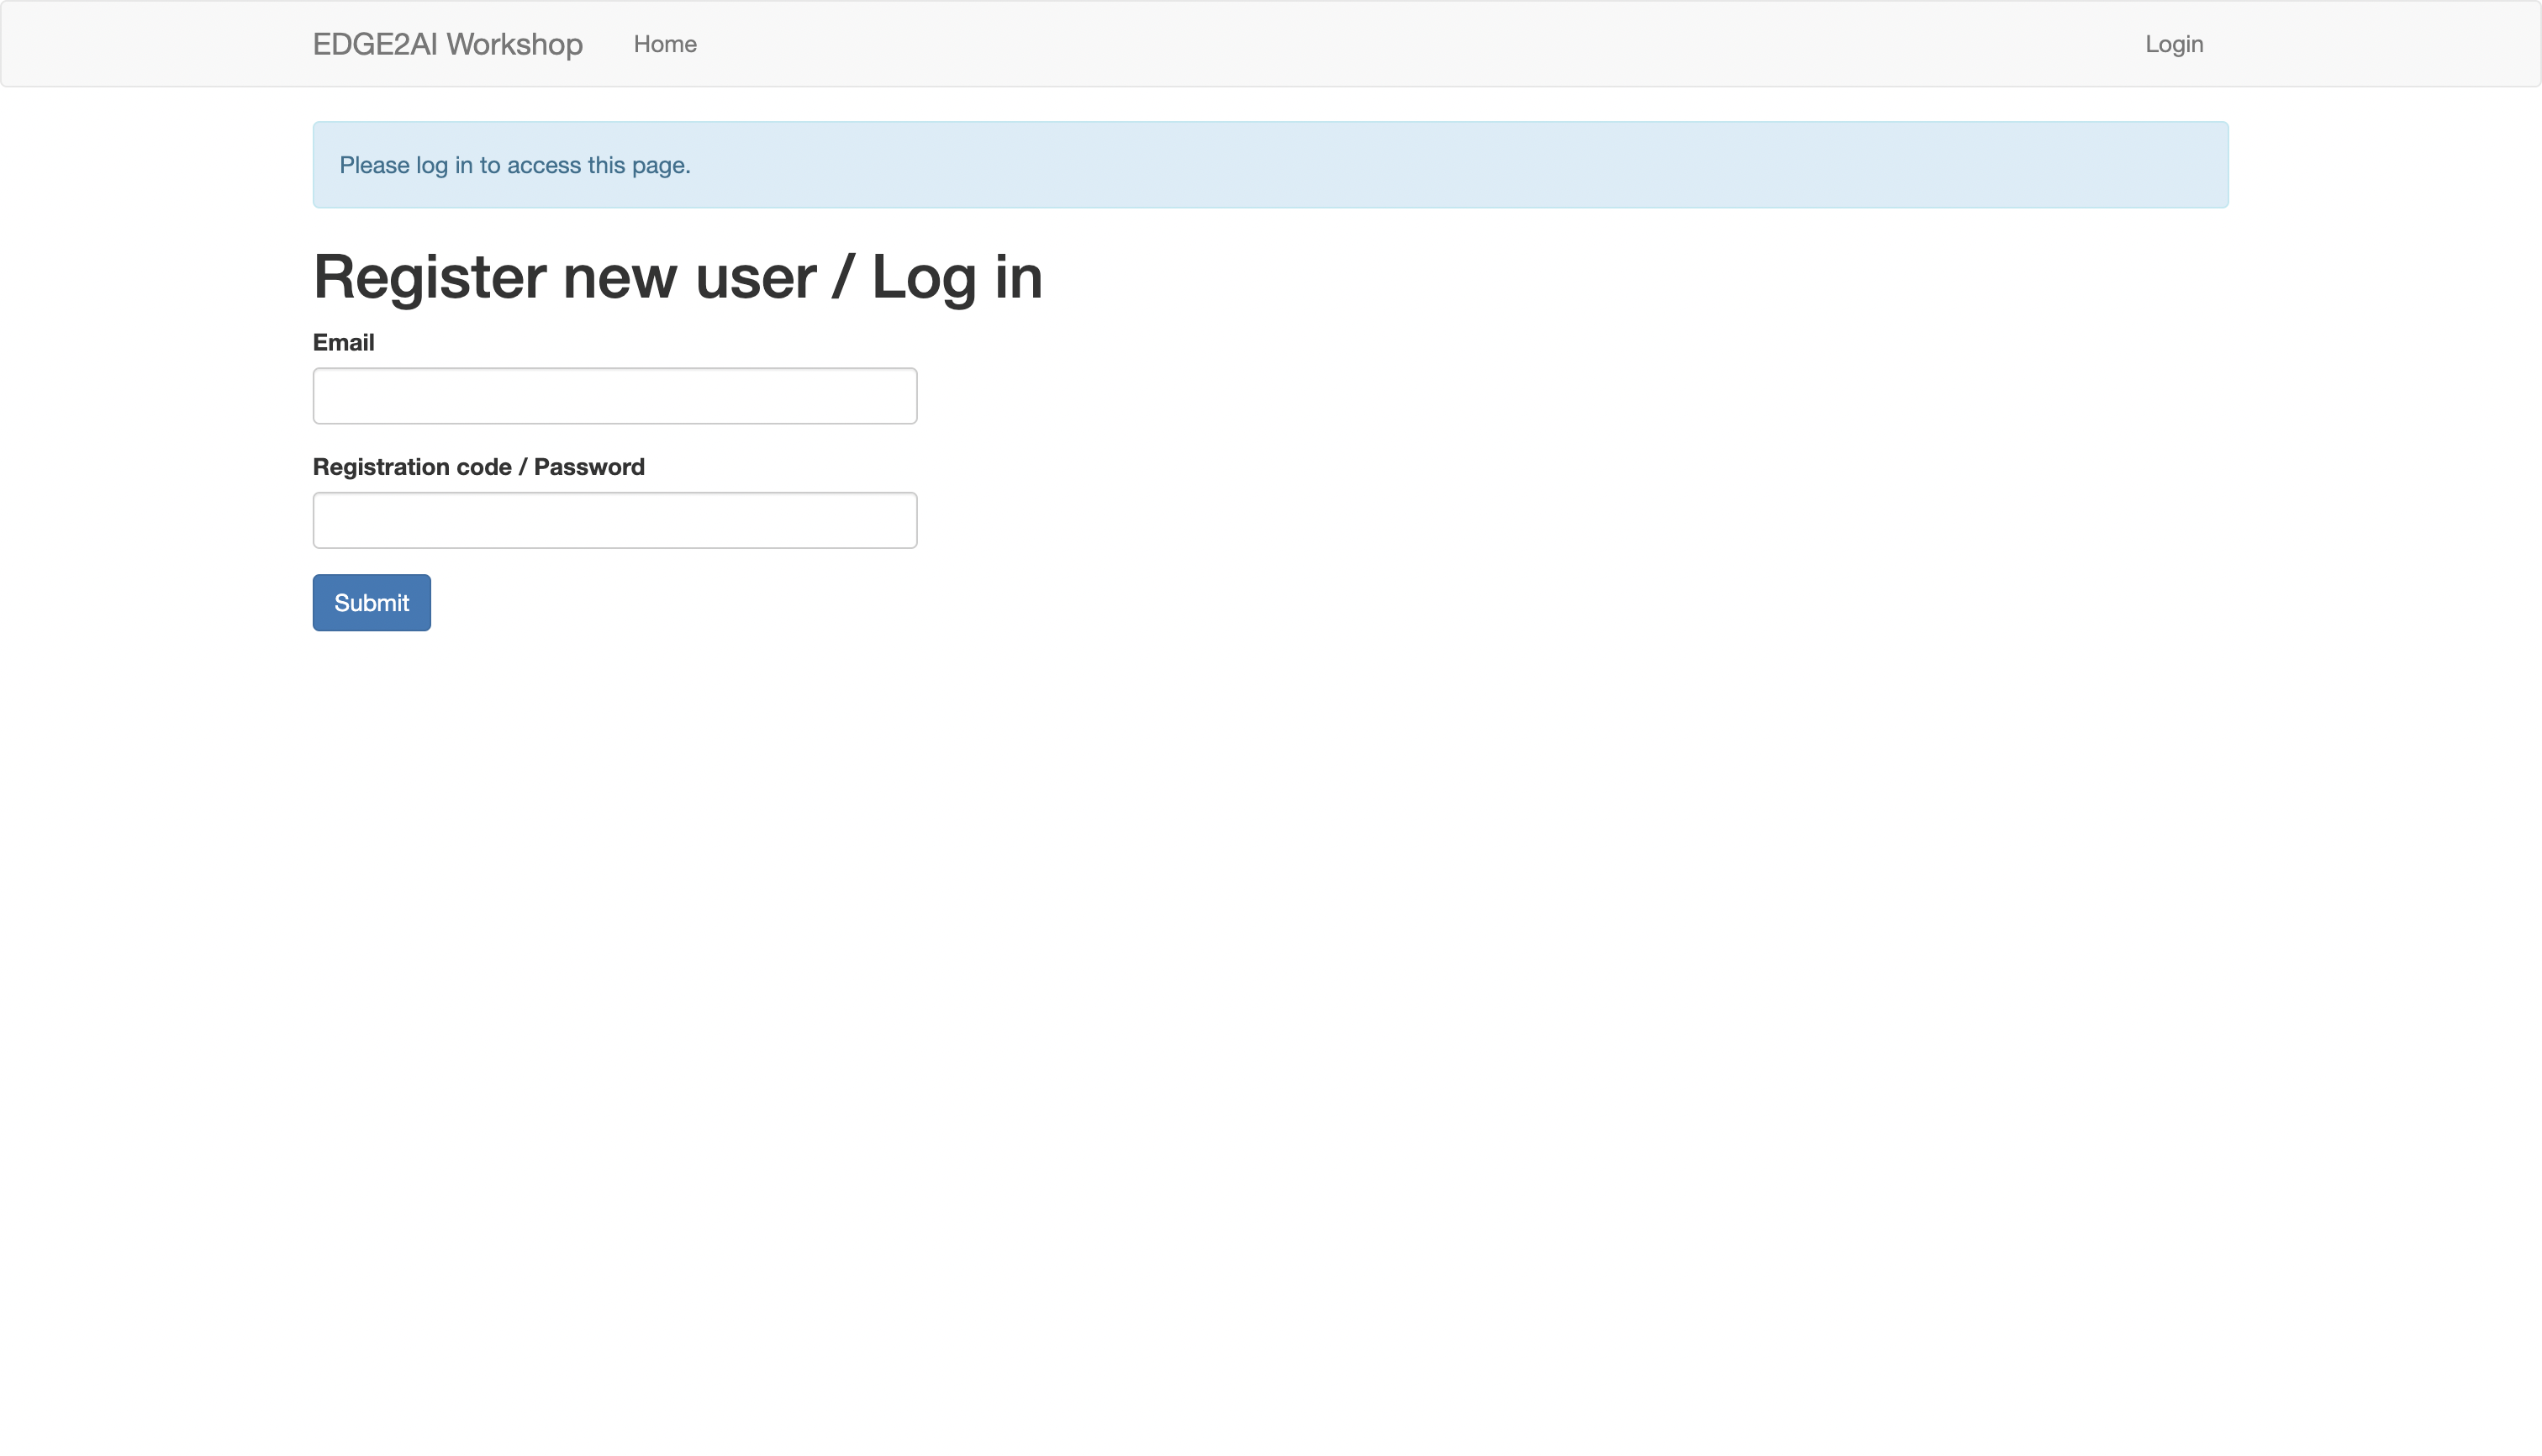 EDGE2AI Workshop Home Login
Please log in to access this page.
Register new user / Log in
Email
Registration code / Password
Submit